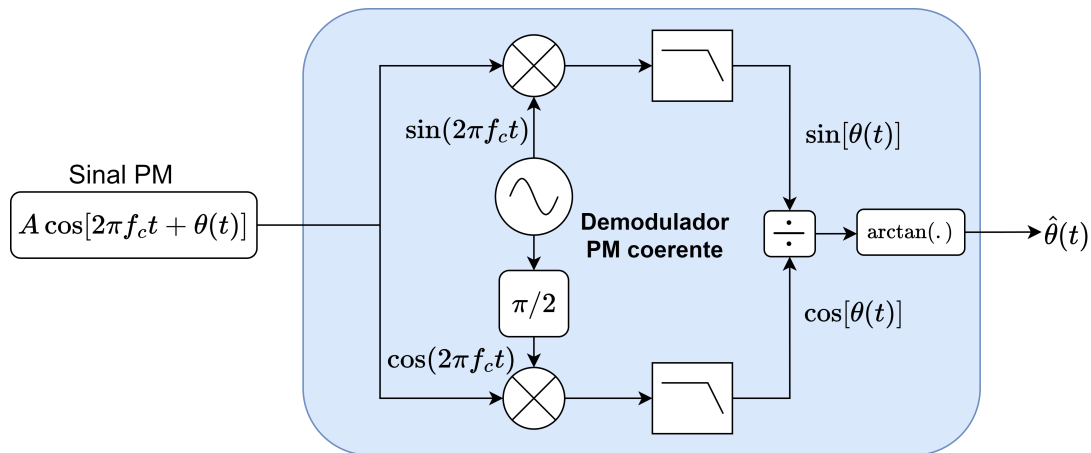 Sinal PM
A cos[2πf_c t + θ(t)]
sin(2πf_c t)
Demodulador
PM coerente
π/2
cos(2πf_c t)
sin[θ(t)]
÷
arctan(.)
θ̂(t)
cos[θ(t)]